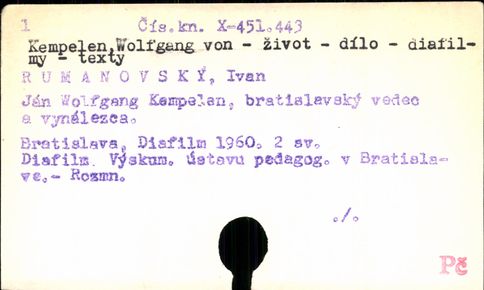 1 Čís.kn. X-451.443
Kempelen,Wolfgang von - život - dílo - diafil-
my - texty
R U M A N O V S K Ý, Ivan
Ján Wolfgang Kempelen, bratislavský vedec
a vynálezca.
Bratislava, Diafilm 1960. 2 sv.
Diafilm. Výskum. ústavu pedagog. v Bratisla-
ve.- Rozmn.
./.
Pč